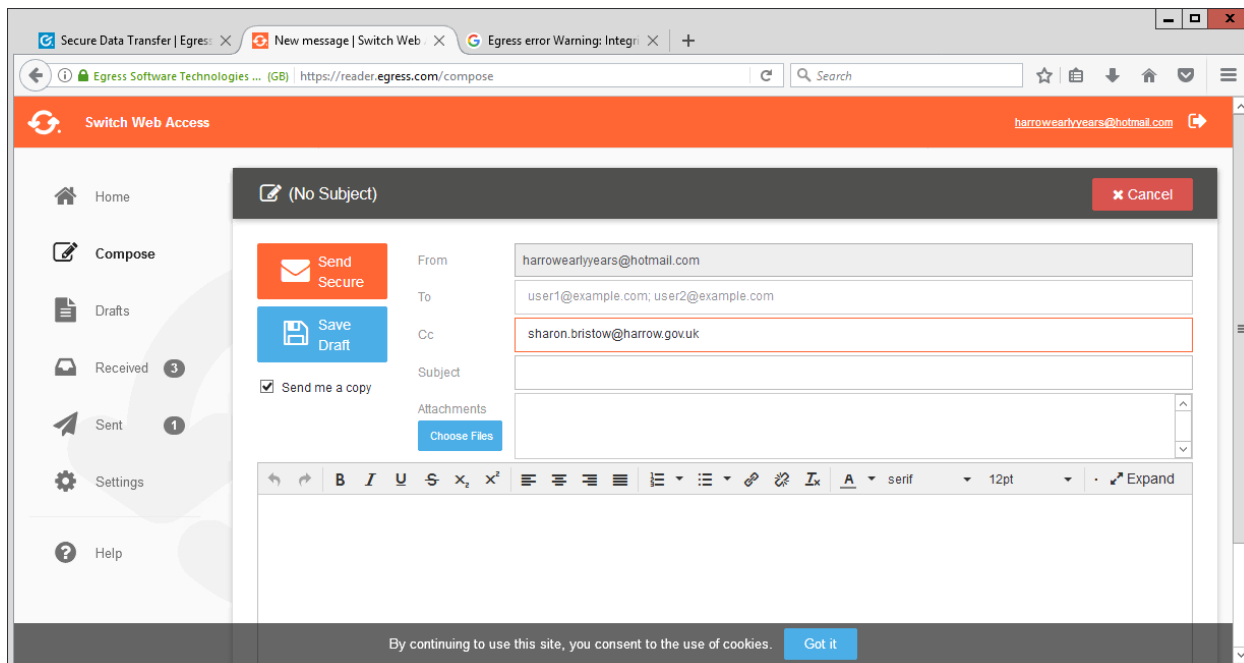 Secure Data Transfer | Egress
New message | Switch Web
Egress error Warning: Integri
Egress Software Technologies ... (GB)
https://reader.egress.com/compose
Search
Switch Web Access
harrowearlyyears@hotmail.com
Home
(No Subject)
Cancel
Compose
Send Secure
From
harrowearlyyears@hotmail.com
To
user1@example.com; user2@example.com
Drafts
Save Draft
Cc
sharon.bristow@harrow.gov.uk
Received 3
Subject
Send me a copy
Attachments
Sent 1
Choose Files
Settings
B I U S X₂ X² Tx A serif 12pt Expand
Help
By continuing to use this site, you consent to the use of cookies.
Got it